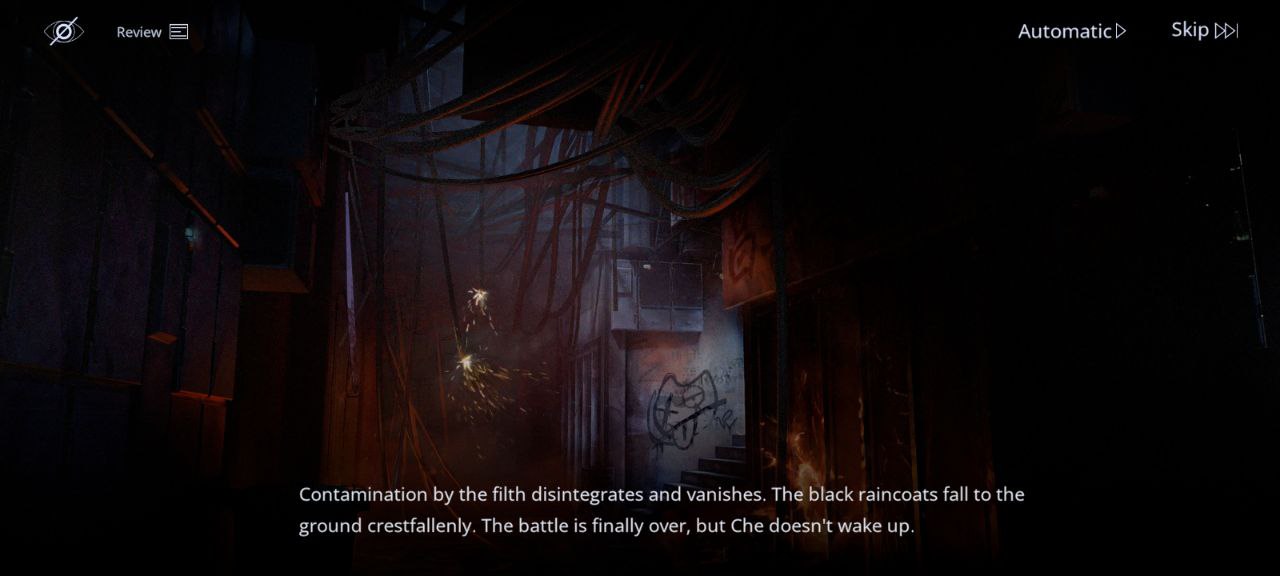 Review
Automatic
Skip
Contamination by the filth disintegrates and vanishes. The black raincoats fall to the
ground crestfallenly. The battle is finally over, but Che doesn't wake up.